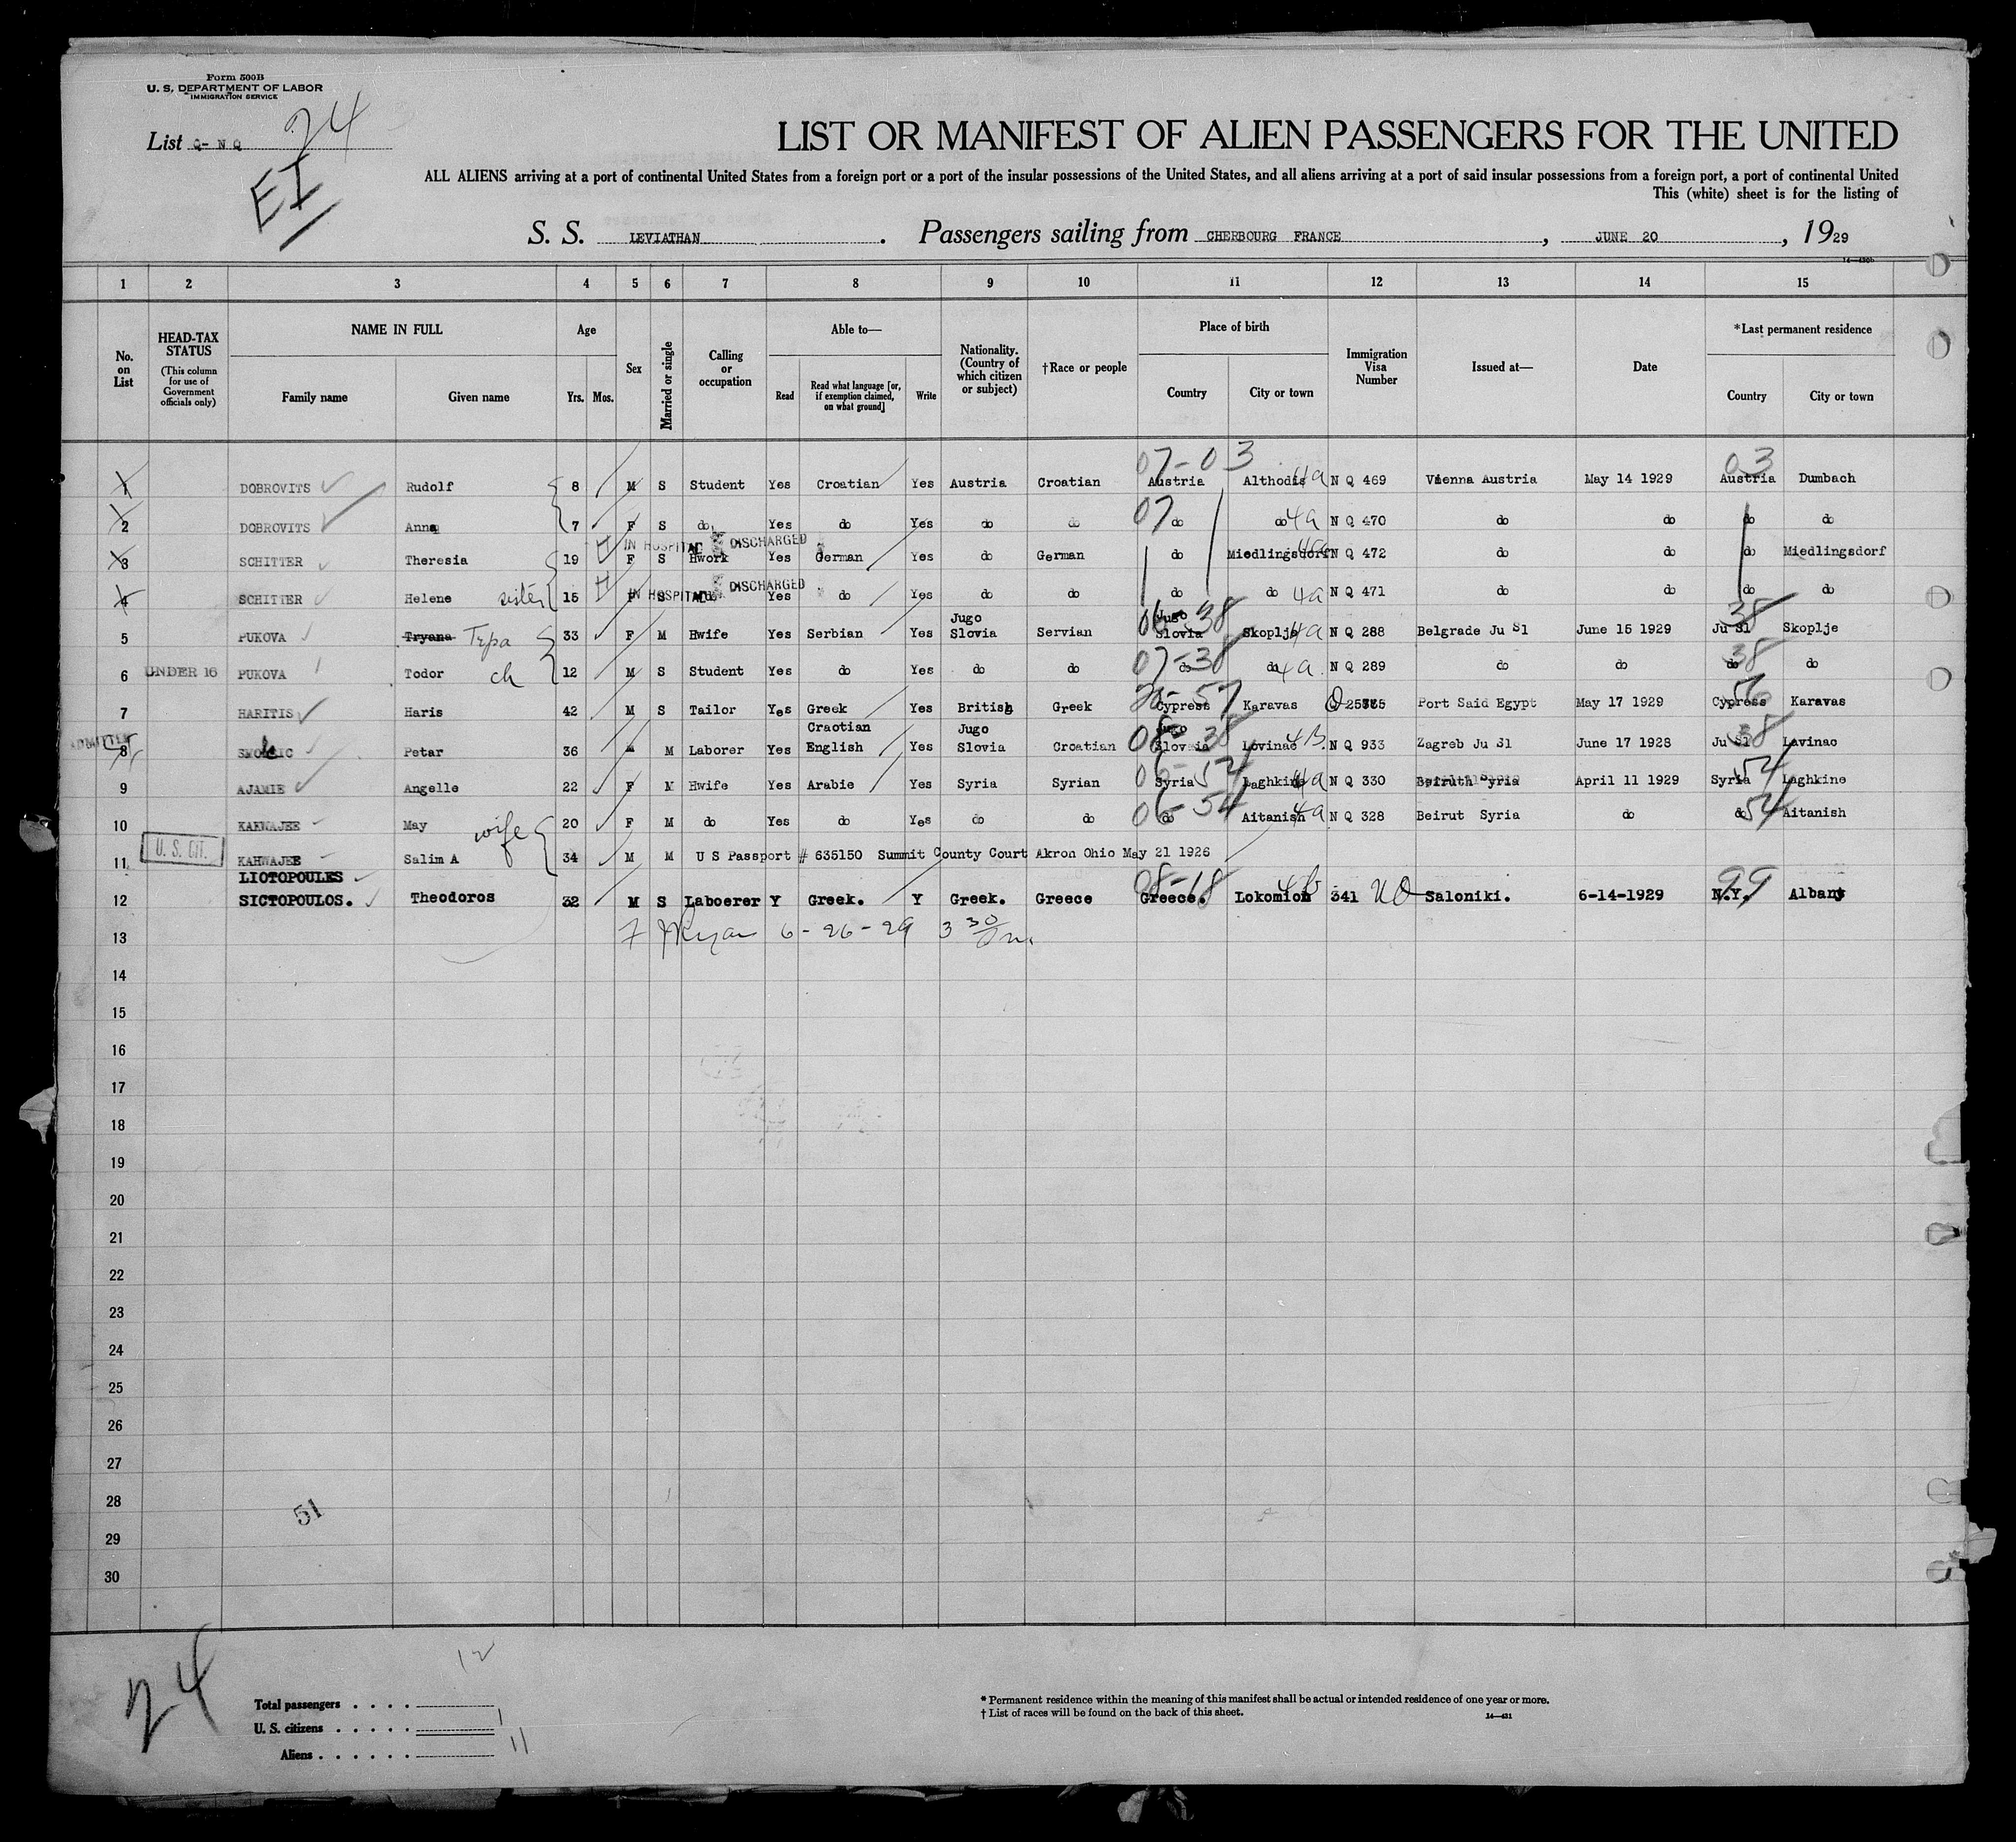 Form 500B
U. S. DEPARTMENT OF LABOR
IMMIGRATION SERVICE
List Q- N Q 24
EI
LIST OR MANIFEST OF ALIEN PASSENGERS FOR THE UNITED
ALL ALIENS arriving at a port of continental United States from a foreign port or a port of the insular possessions of the United States, and all aliens arriving at a port of said insular possessions from a foreign port, a port of continental United
This (white) sheet is for the listing of
S. S. LEVIATHAN . Passengers sailing from CHERBOURG FRANCE , JUNE 20 , 1929
1 2 3 4 5 6 7 8 9 10 11 12 13 14 15
No. on List HEAD-TAX STATUS (This column for use of Government officials only) NAME IN FULL Family name Given name Age Yrs. Mos. Sex Married or single Calling or occupation Able to— Read Read what language [or, if exemption claimed, on what ground] Write Nationality. (Country of which citizen or subject) †Race or people Place of birth Country City or town Immigration Visa Number Issued at— Date *Last permanent residence Country City or town
07-03 03
1 DOBROVITS Rudolf 8 M S Student Yes Croatian Yes Austria Croatian Austria 4a N Q 469 Vienna Austria May 14 1929 Austria Dumbach
2 DOBROVITS Anna 7 F S do Yes do Yes do do 07 do do 4a N Q 470 do do do do
IN HOSPITAL DISCHARGED
3 SCHITTER Theresia 19 F S Hwork Yes German Yes do German do Miedlingsdorf 4a N Q 472 do do do Miedlingsdorf
IN HOSPITAL DISCHARGED
4 SCHITTER Helene sister 15 F S do Yes do Yes do do do do 4a N Q 471 do do do do
5 PUKOVA Tryana Trpa 33 F M Hwife Yes Serbian Yes Jugo Slovia Servian Jugo Slovia 06-38 Skoplje 4a N Q 288 Belgrade Ju Sl June 15 1929 Ju Sl 38 Skoplje
6 UNDER 16 PUKOVA Todor ch 12 M S Student Yes do Yes do do 07-38 do do 4a. N Q 289 do do do 38 do
7 HARITIS Haris 42 M S Tailor Yes Greek Yes British Greek Cypress Karavas Port Said Egypt May 17 1929 Cypress 56 Karavas
ADMITTED
8 Petar 36 M Laborer Yes Craotian English Yes Jugo Slovia Croatian Jugo Slovaia 08-38 Lovinac 4B. N Q 933 Zagreb Ju Sl June 17 1928 Ju Sl 38 Lavinac
9 AJAMIE Angelle 22 F M Hwife Yes Arabie Yes Syria Syrian Syria 06-54 Laghkine 4a N Q 330 Beiruth Syria April 11 1929 Syria 54 Laghkine
10 KAHWAJEE May wife 20 F M do Yes do Yes do do 06-54 do Aitanish 4a N Q 328 Beirut Syria do do 54 Aitanish
U. S. CIT.
11 KAHWAJEE Salim A 34 M M U S Passport # 635150 Summit County Court Akron Ohio May 21 1926
LIOTOPOULES
12 SICTOPOULOS. Theodoros 32 M S Laboerer Y Greek. Y Greek. Greece Greece. 08-18 Lokomion 4b 341 Saloniki. 6-14-1929 N.Y. 99 Albany
13 Ryan 6-26-29 3 30
14
15
16
17
18
19
20
21
22
23
24
25
26
27
28
29
30
51
24
12
Total passengers . . . .
U. S. citizens . . . . . 1
Aliens . . . . . . 11
* Permanent residence within the meaning of this manifest shall be actual or intended residence of one year or more.
† List of races will be found on the back of this sheet.
14—431